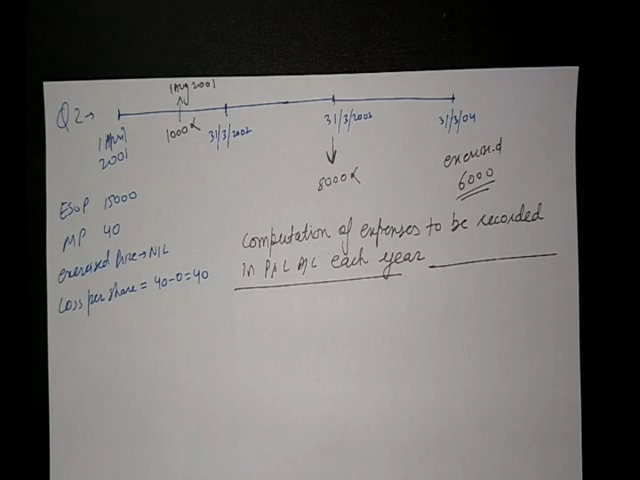 1 Aug 2001
Q2→
1 April 2001
1000 ×
31/3/2002
31/3/2003
31/3/04
8000 ×
exercised
6000
ESOP 15000
MP 40
exercised Price → NIL
Loss per share = 40-0=40
Computation of expenses to be recorded
in P&L A/C each year